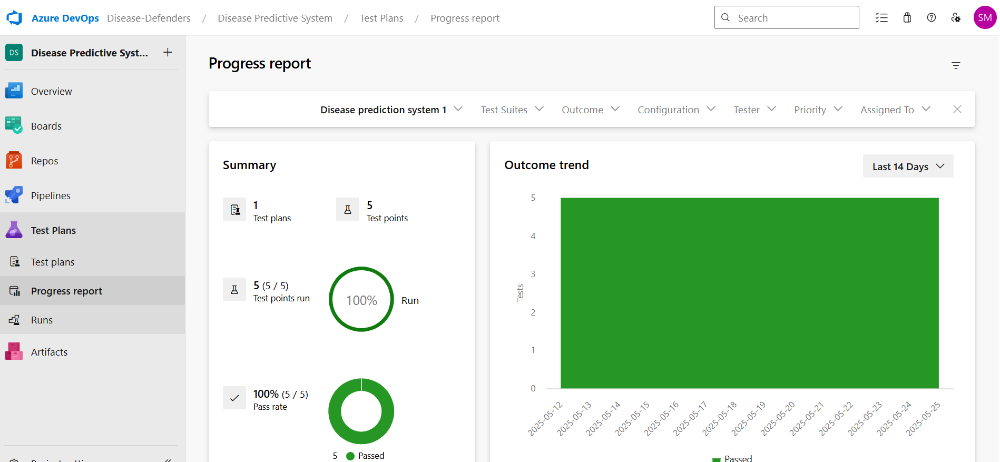 Azure DevOps Disease-Defenders / Disease Predictive System / Test Plans / Progress report
Search
SM
DS Disease Predictive Syst...
Overview
Boards
Repos
Pipelines
Test Plans
Test plans
Progress report
Runs
Artifacts
Progress report
Disease prediction system 1 Test Suites Outcome Configuration Tester Priority Assigned To
Summary
1
Test plans
5
Test points
5 (5 / 5)
Test points run
100%
Run
100% (5 / 5)
Pass rate
5 Passed
Outcome trend
Last 14 Days
5
4
3
2
1
0
Tests
2025-05-12
2025-05-13
2025-05-14
2025-05-15
2025-05-16
2025-05-17
2025-05-18
2025-05-19
2025-05-20
2025-05-21
2025-05-22
2025-05-23
2025-05-24
2025-05-25
Passed